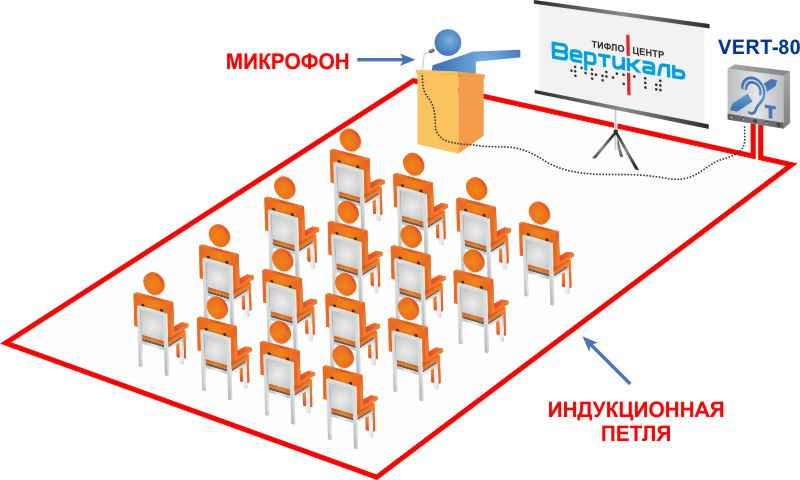 МИКРОФОН
ТИФЛО ЦЕНТР
Вертикаль
VERT-80
T
ИНДУКЦИОННАЯ
ПЕТЛЯ